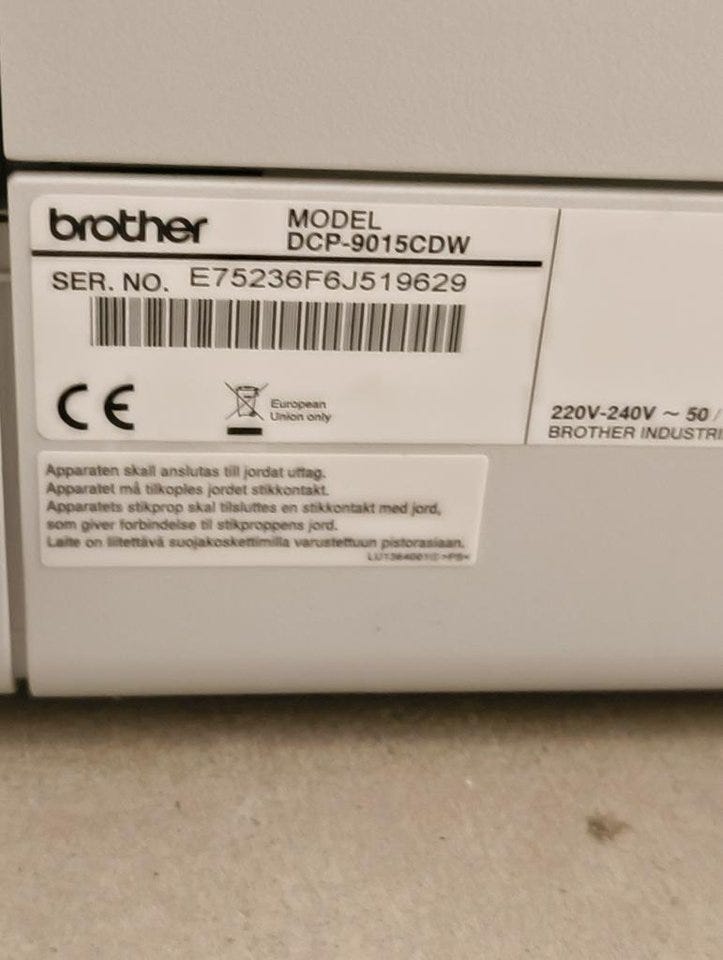 brother
MODEL
DCP-9015CDW
SER. NO. E75236F6J519629
CE
European
Union only
220V-240V ~ 50 /
BROTHER INDUSTRI
Apparaten skall anslutas till jordat uttag.
Apparatet må tilkoples jordet stikkontakt.
Apparatets stikprop skal tilsluttes en stikkontakt med jord,
som giver forbindelse til stikproppens jord.
Laite on liitettävä suojakoskettimilla varustettuun pistorasiaan.